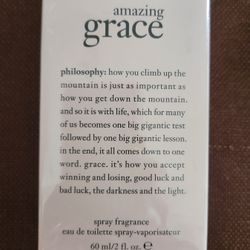 amazing
grace
philosophy: how you climb up the
mountain is just as important as
how you get down the mountain.
and so it is with life, which for many
of us becomes one big gigantic test
followed by one big gigantic lesson.
in the end, it all comes down to one
word. grace. it's how you accept
winning and losing, good luck and
bad luck, the darkness and the light.
spray fragrance
eau de toilette spray-vaporisateur
60 ml/2 fl. oz. ℮